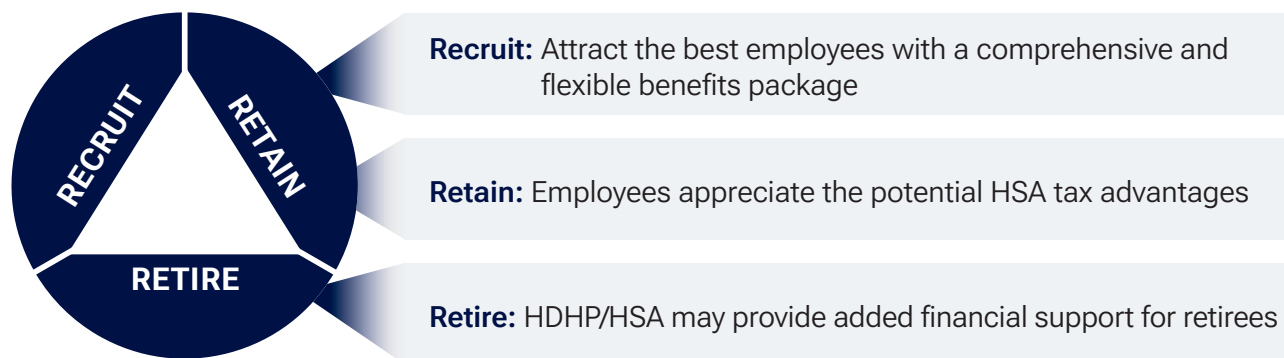 RECRUIT
RETAIN
RETIRE
Recruit: Attract the best employees with a comprehensive and
flexible benefits package
Retain: Employees appreciate the potential HSA tax advantages
Retire: HDHP/HSA may provide added financial support for retirees